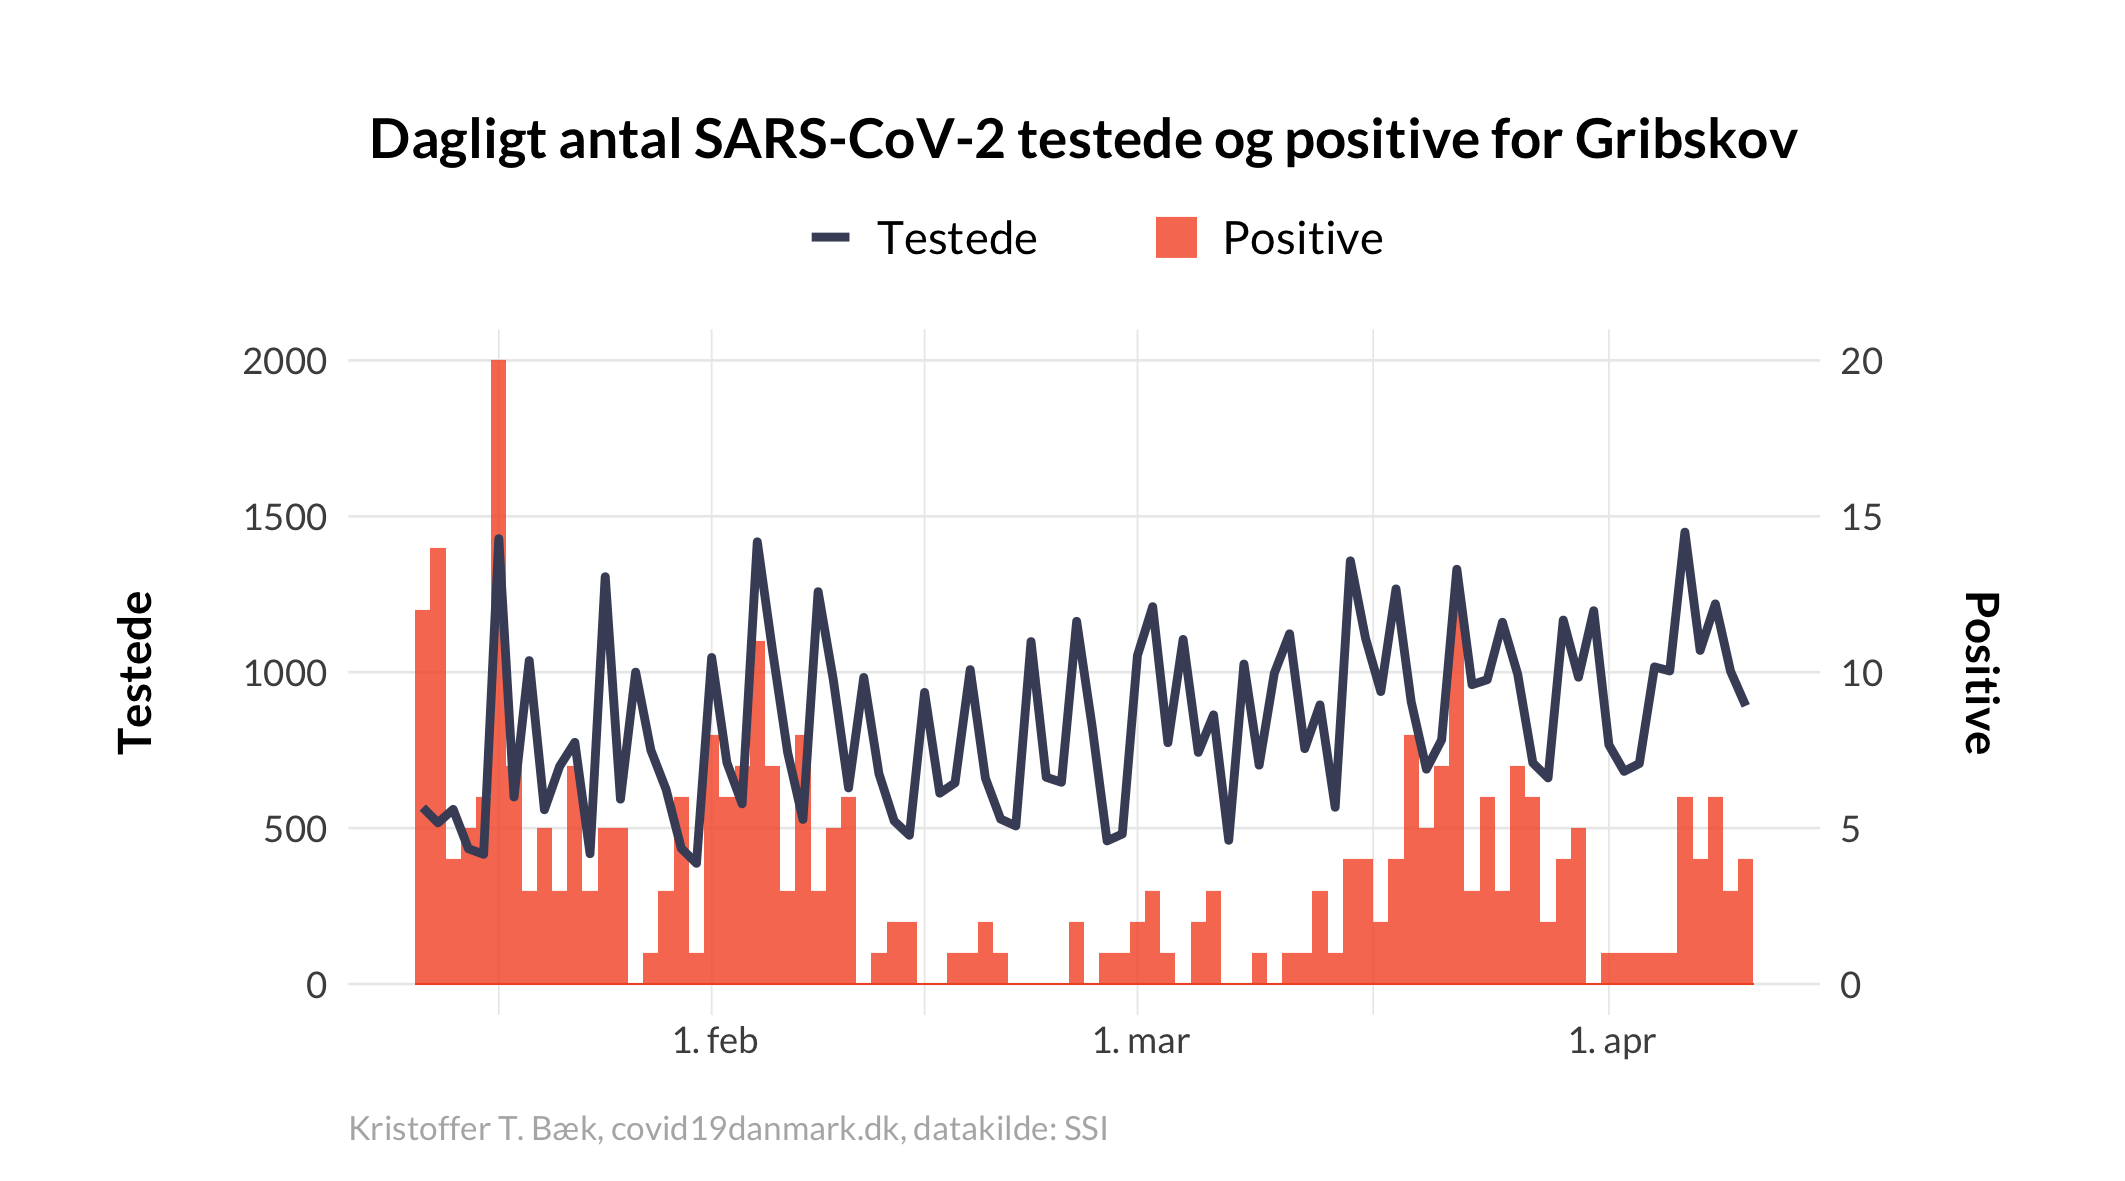 Dagligt antal SARS-CoV-2 testede og positive for Gribskov
Testede
Positive
2000
1500
1000
500
0
20
15
10
5
0
Testede
Positive
1. feb
1. mar
1. apr
Kristoffer T. Bæk, covid19danmark.dk, datakilde: SSI